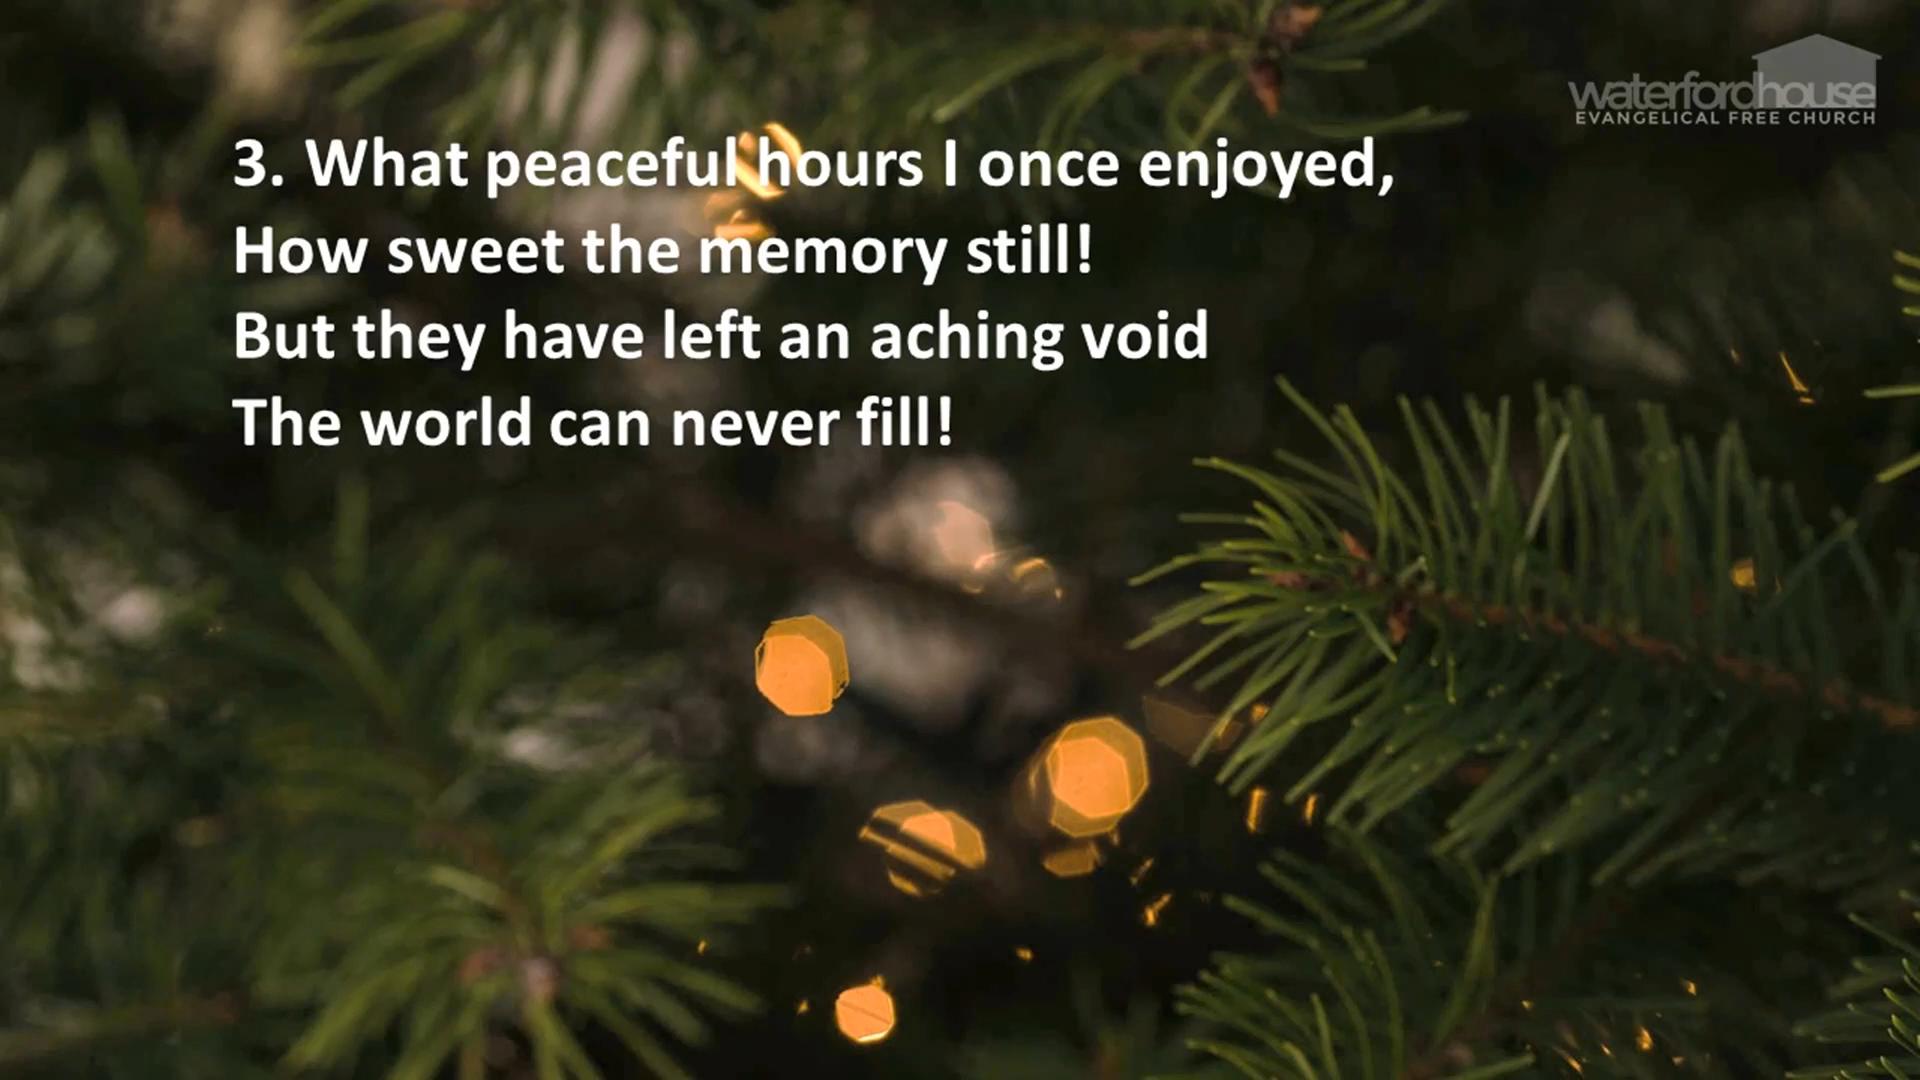 waterfordhouse
EVANGELICAL FREE CHURCH
3. What peaceful hours I once enjoyed,
How sweet the memory still!
But they have left an aching void
The world can never fill!